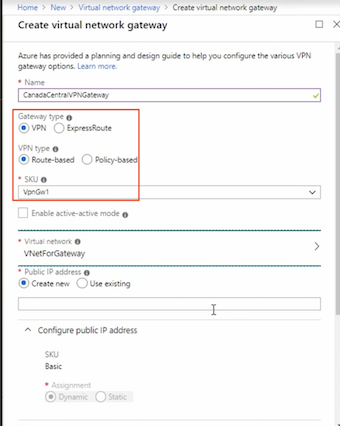 Home > New > Virtual network gateway > Create virtual network gateway
Create virtual network gateway
Azure has provided a planning and design guide to help you configure the various VPN
gateway options. Learn more.
* Name
CanadaCentralVPNGateway
Gateway type
VPN ExpressRoute
VPN type
Route-based Policy-based
* SKU
VpnGw1
Enable active-active mode
* Virtual network
VNetForGateway
* Public IP address
Create new Use existing
Configure public IP address
SKU
Basic
* Assignment
Dynamic Static